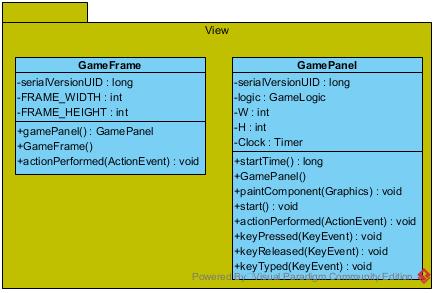 View
GameFrame
-serialVersionUID : long
-FRAME_WIDTH : int
-FRAME_HEIGHT : int
+gamePanel() : GamePanel
+GameFrame()
+actionPerformed(ActionEvent) : void
GamePanel
-serialVersionUID : long
-logic : GameLogic
-W : int
-H : int
-Clock : Timer
+startTime() : long
+GamePanel()
+paintComponent(Graphics) : void
+start() : void
+actionPerformed(ActionEvent) : void
+keyPressed(KeyEvent) : void
+keyReleased(KeyEvent) : void
+keyTyped(KeyEvent) : void
Powered By  Visual Paradigm Community Edition